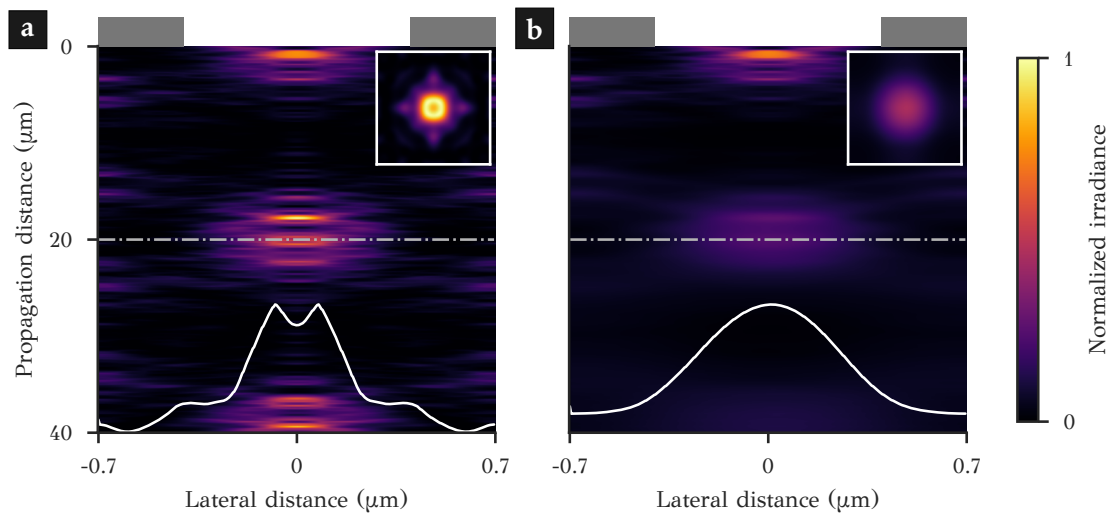 a
b
0
20
40
Propagation distance (μm)
-0.7
0
0.7
Lateral distance (μm)
-0.7
0
0.7
Lateral distance (μm)
1
0
Normalized irradiance